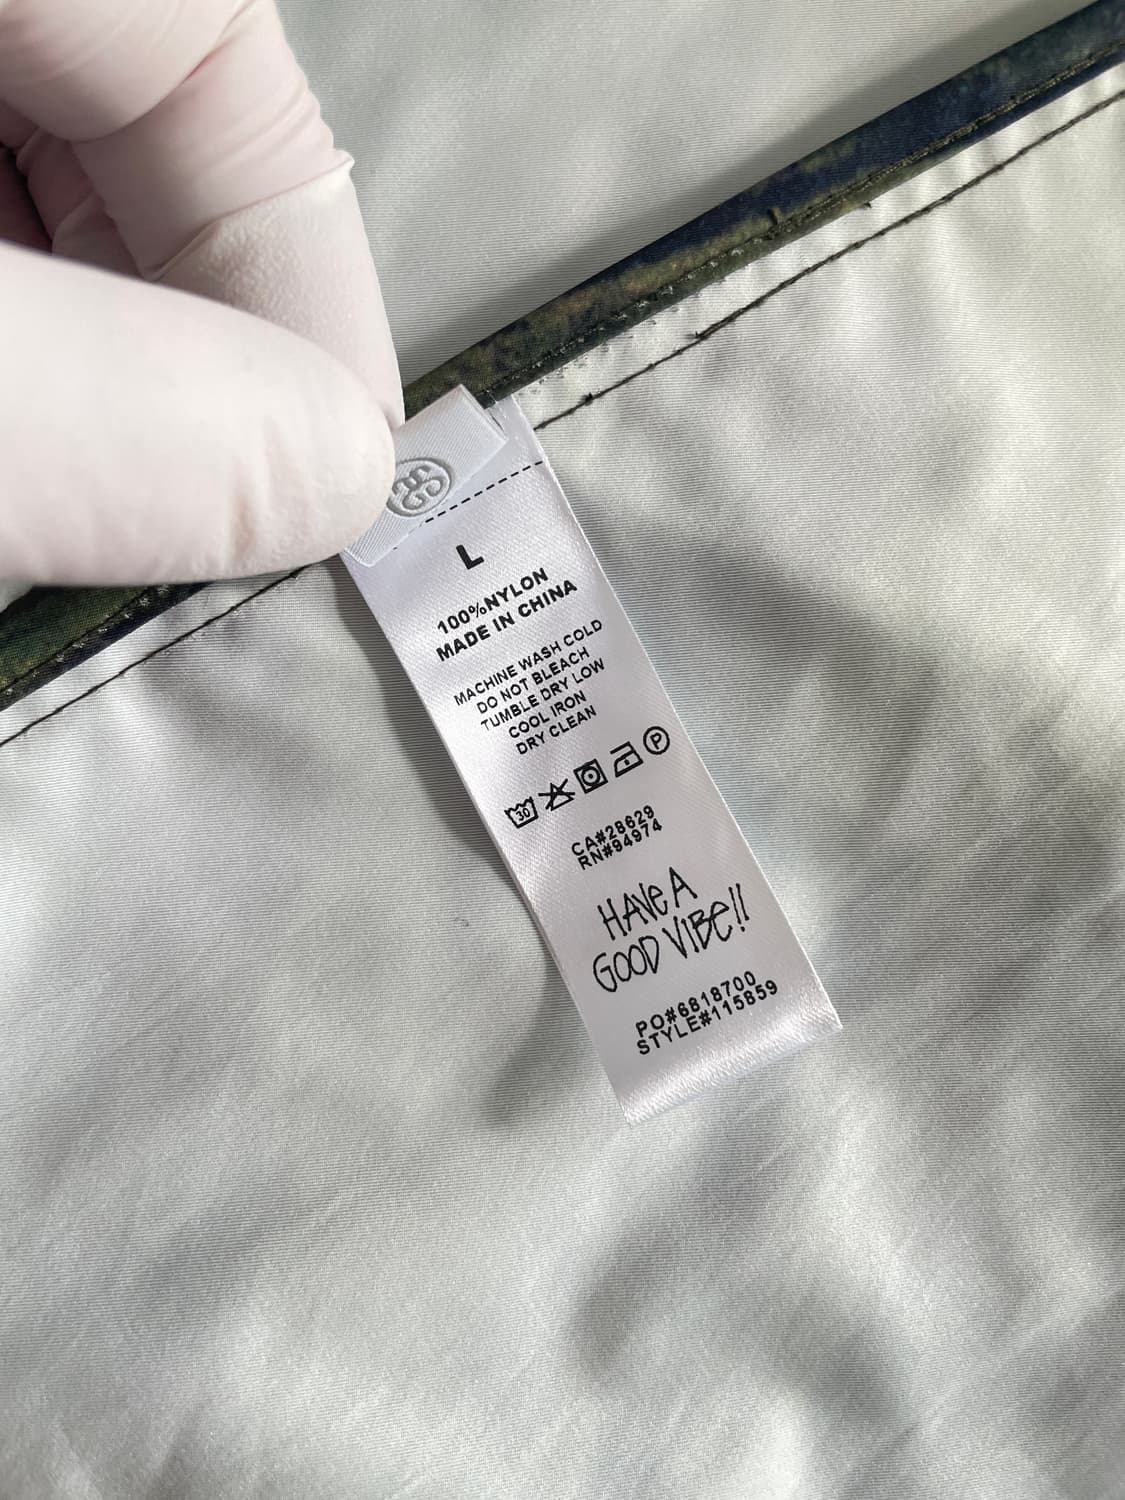 L
100%NYLON
MADE IN CHINA
MACHINE WASH COLD
DO NOT BLEACH
TUMBLE DRY LOW
COOL IRON
DRY CLEAN
30 P
CA#28629
RN#94974
HAVE A
GOOD VIBE!!
PO#6818700
STYLE#115859